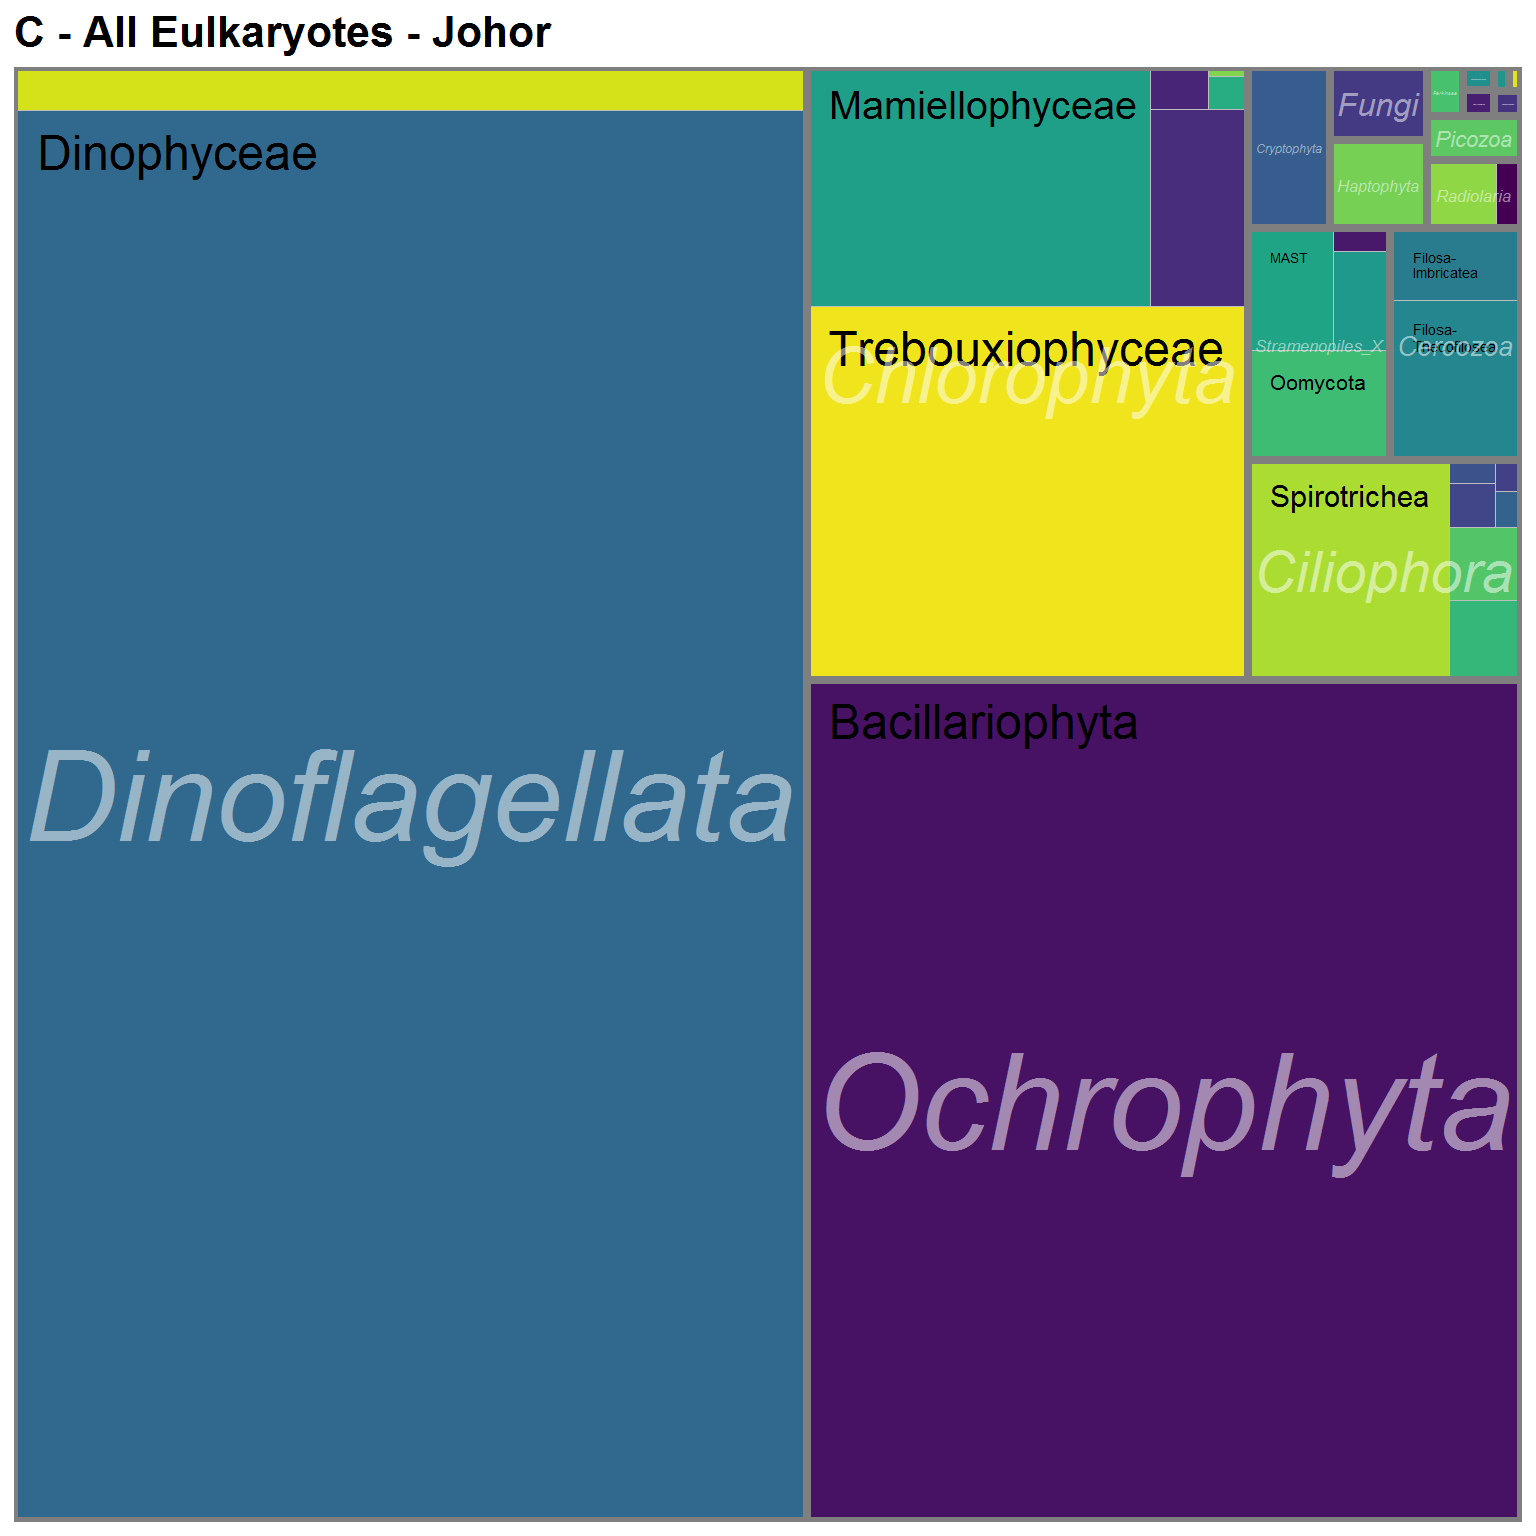 C - All Eulkaryotes - Johor
Dinophyceae
Dinoflagellata
Mamiellophyceae
Trebouxiophyceae
Chlorophyta
Bacillariophyta
Ochrophyta
Cryptophyta
Fungi
Haptophyta
Picozoa
Radiolaria
MAST
Stramenopiles_X
Oomycota
Filosa-
Imbricatea
Filosa-
Thecofilosea
Cercozoa
Spirotrichea
Ciliophora